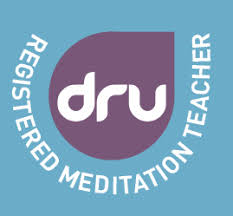 dru
REGISTERED MEDITATION TEACHER